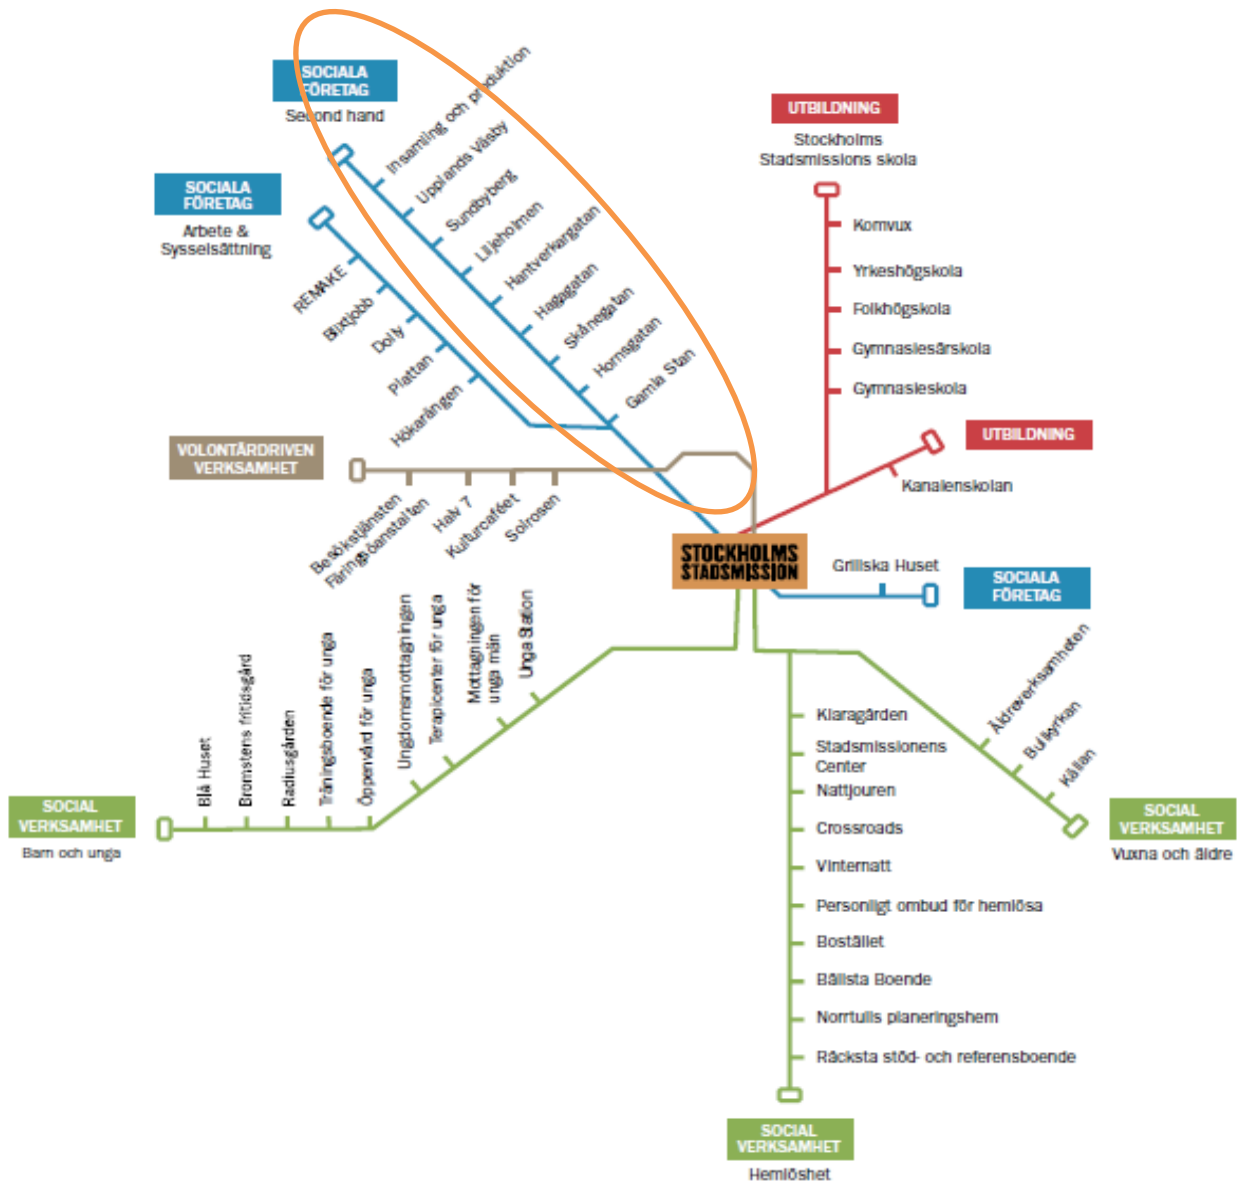 SOCIALA
FÖRETAG
Second hand
Insamling och produktion
Upplands Väsby
Sundbyberg
Liljeholmen
Hantverkargatan
Hagagatan
Skånegatan
Hornsgatan
Gamla Stan
SOCIALA
FÖRETAG
Arbete &
Sysselsättning
REMAKE
Blixtjobb
Dolly
Plattan
Hökarängen
VOLONTÄRDRIVEN
VERKSAMHET
Besökstjänsten
Färingsöanstalten
Halv 7
Kulturcaféet
Solrosen
UTBILDNING
Stockholms
Stadsmissions skola
Komvux
Yrkeshögskola
Folkhögskola
Gymnasiesärskola
Gymnasieskola
UTBILDNING
Kanalenskolan
STOCKHOLMS
STADSMISSION
Grillska Huset
SOCIALA
FÖRETAG
Blå Huset
Bromstens fritidsgård
Radiusgården
Träningsboende för unga
Öppenvård för unga
Ungdomsmottagningen
Terapicenter för unga
Mottagningen för
unga män
Unga Station
SOCIAL
VERKSAMHET
Barn och unga
Klaragården
Stadsmissionens
Center
Nattjouren
Crossroads
Vinternatt
Personligt ombud för hemlösa
Bostället
Bällsta Boende
Norrtulls planeringshem
Råcksta stöd- och referensboende
SOCIAL
VERKSAMHET
Hemlöshet
Äldreverksamheten
Bullkyrkan
Källan
SOCIAL
VERKSAMHET
Vuxna och äldre